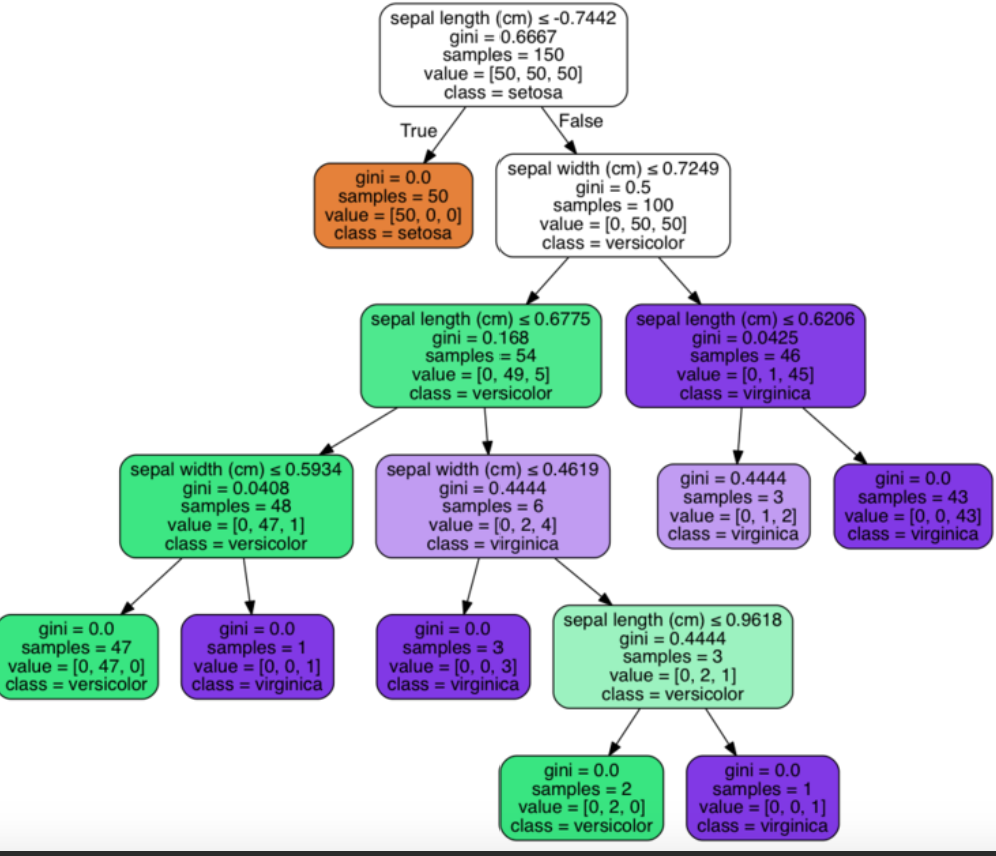 sepal length (cm) ≤ -0.7442
gini = 0.6667
samples = 150
value = [50, 50, 50]
class = setosa
True
False
gini = 0.0
samples = 50
value = [50, 0, 0]
class = setosa
sepal width (cm) ≤ 0.7249
gini = 0.5
samples = 100
value = [0, 50, 50]
class = versicolor
sepal length (cm) ≤ 0.6775
gini = 0.168
samples = 54
value = [0, 49, 5]
class = versicolor
sepal length (cm) ≤ 0.6206
gini = 0.0425
samples = 46
value = [0, 1, 45]
class = virginica
sepal width (cm) ≤ 0.5934
gini = 0.0408
samples = 48
value = [0, 47, 1]
class = versicolor
sepal width (cm) ≤ 0.4619
gini = 0.4444
samples = 6
value = [0, 2, 4]
class = virginica
gini = 0.4444
samples = 3
value = [0, 1, 2]
class = virginica
gini = 0.0
samples = 43
value = [0, 0, 43]
class = virginica
gini = 0.0
samples = 47
value = [0, 47, 0]
class = versicolor
gini = 0.0
samples = 1
value = [0, 0, 1]
class = virginica
gini = 0.0
samples = 3
value = [0, 0, 3]
class = virginica
sepal length (cm) ≤ 0.9618
gini = 0.4444
samples = 3
value = [0, 2, 1]
class = versicolor
gini = 0.0
samples = 2
value = [0, 2, 0]
class = versicolor
gini = 0.0
samples = 1
value = [0, 0, 1]
class = virginica